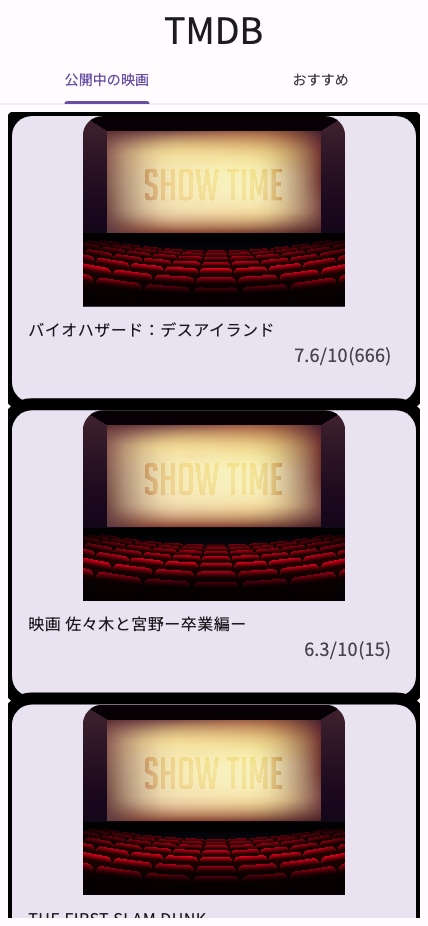 TMDB
公開中の映画
おすすめ
SHOW TIME
バイオハザード：デスアイランド
7.6/10(666)
SHOW TIME
映画 佐々木と宮野ー卒業編ー
6.3/10(15)
SHOW TIME
THE FIRST SLAM DUNK